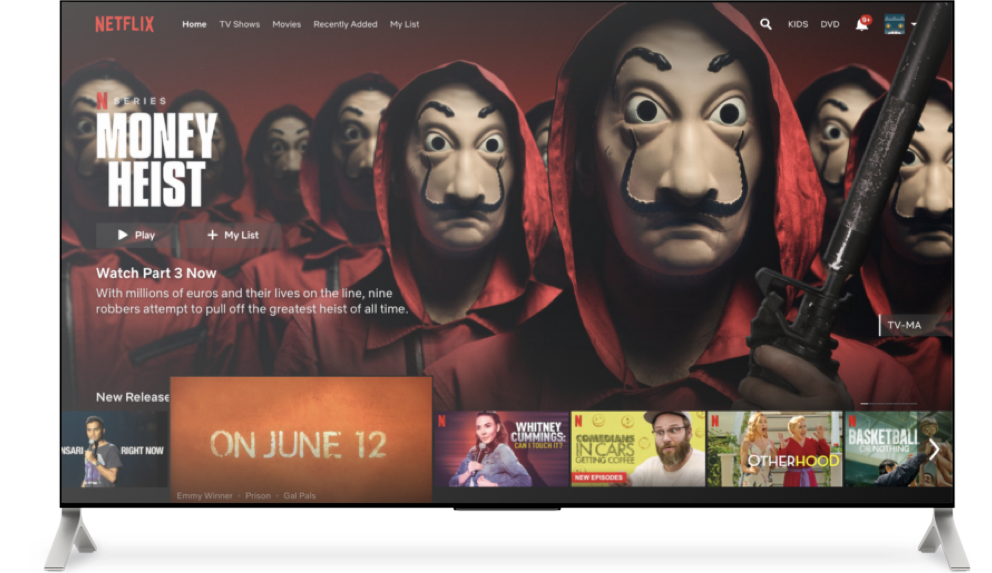 NETFLIX
Home TV Shows Movies Recently Added My List
KIDS DVD 9+
N SERIES
MONEY
HEIST
Play
+ My List
Watch Part 3 Now
With millions of euros and their lives on the line, nine
robbers attempt to pull off the greatest heist of all time.
TV-MA
New Release
NSARI
RIGHT NOW
ON JUNE 12
Emmy Winner • Prison • Gal Pals
N
WHITNEY
CUMMINGS:
CAN I TOUCH IT?
N
COMEDIANS
IN CARS
GETTING COFFEE
NEW EPISODES
N
OTHERHOOD
N
BASKETBALL
OR NOTHING